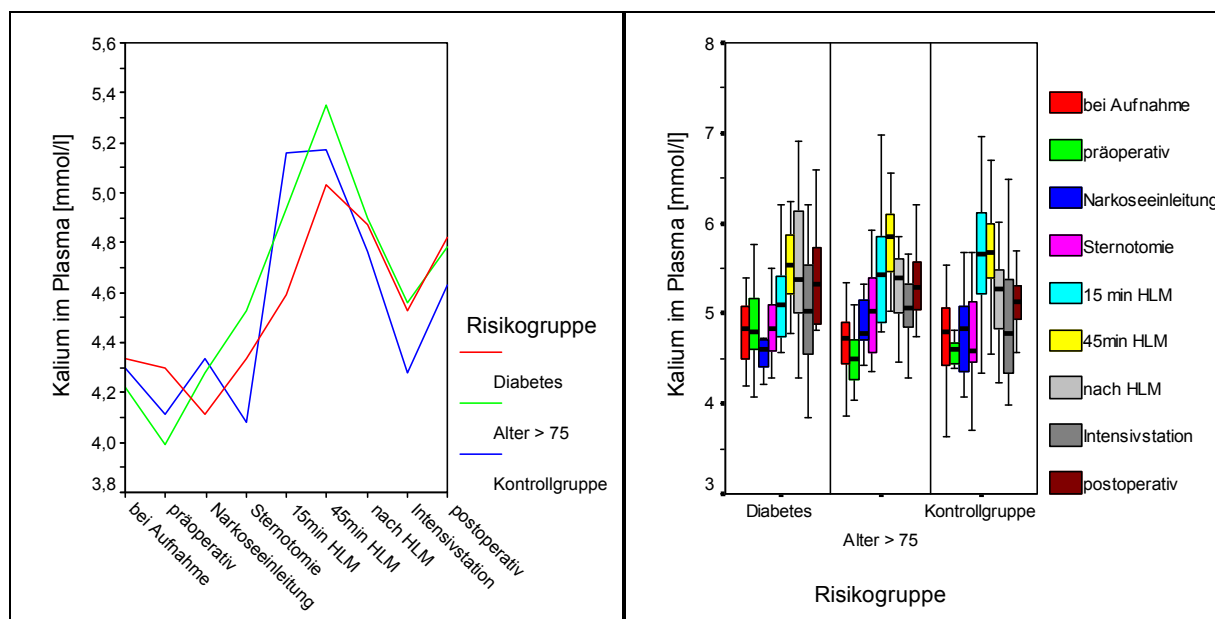 Kalium im Plasma [mmol/l]
5,6
5,4
5,2
5,0
4,8
4,6
4,4
4,2
4,0
3,8
bei Aufnahme
präoperativ
Narkoseeinleitung
Sternotomie
15min HLM
45min HLM
nach HLM
Intensivstation
postoperativ
Risikogruppe
Diabetes
Alter > 75
Kontrollgruppe
Kalium im Plasma [mmol/l]
8
7
6
5
4
3
Diabetes
Alter > 75
Kontrollgruppe
Risikogruppe
bei Aufnahme
präoperativ
Narkoseeinleitung
Sternotomie
15 min HLM
45min HLM
nach HLM
Intensivstation
postoperativ